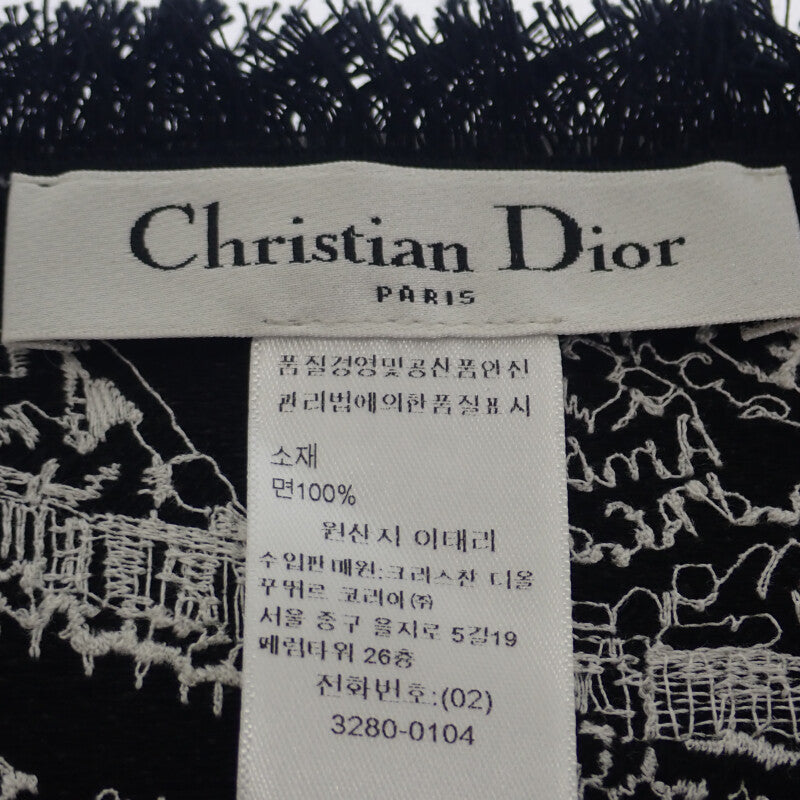 Christian Dior
PARIS
품질경영및공산품안신
관리법에의한품질표시
소재
면100%
원산지 이태리
수입판매원:크리스챤 디올
꾸뛰르 코리아㈜
서울 중구 을지로 5길19
페럼타워 26층
전화번호:(02)
3280-0104